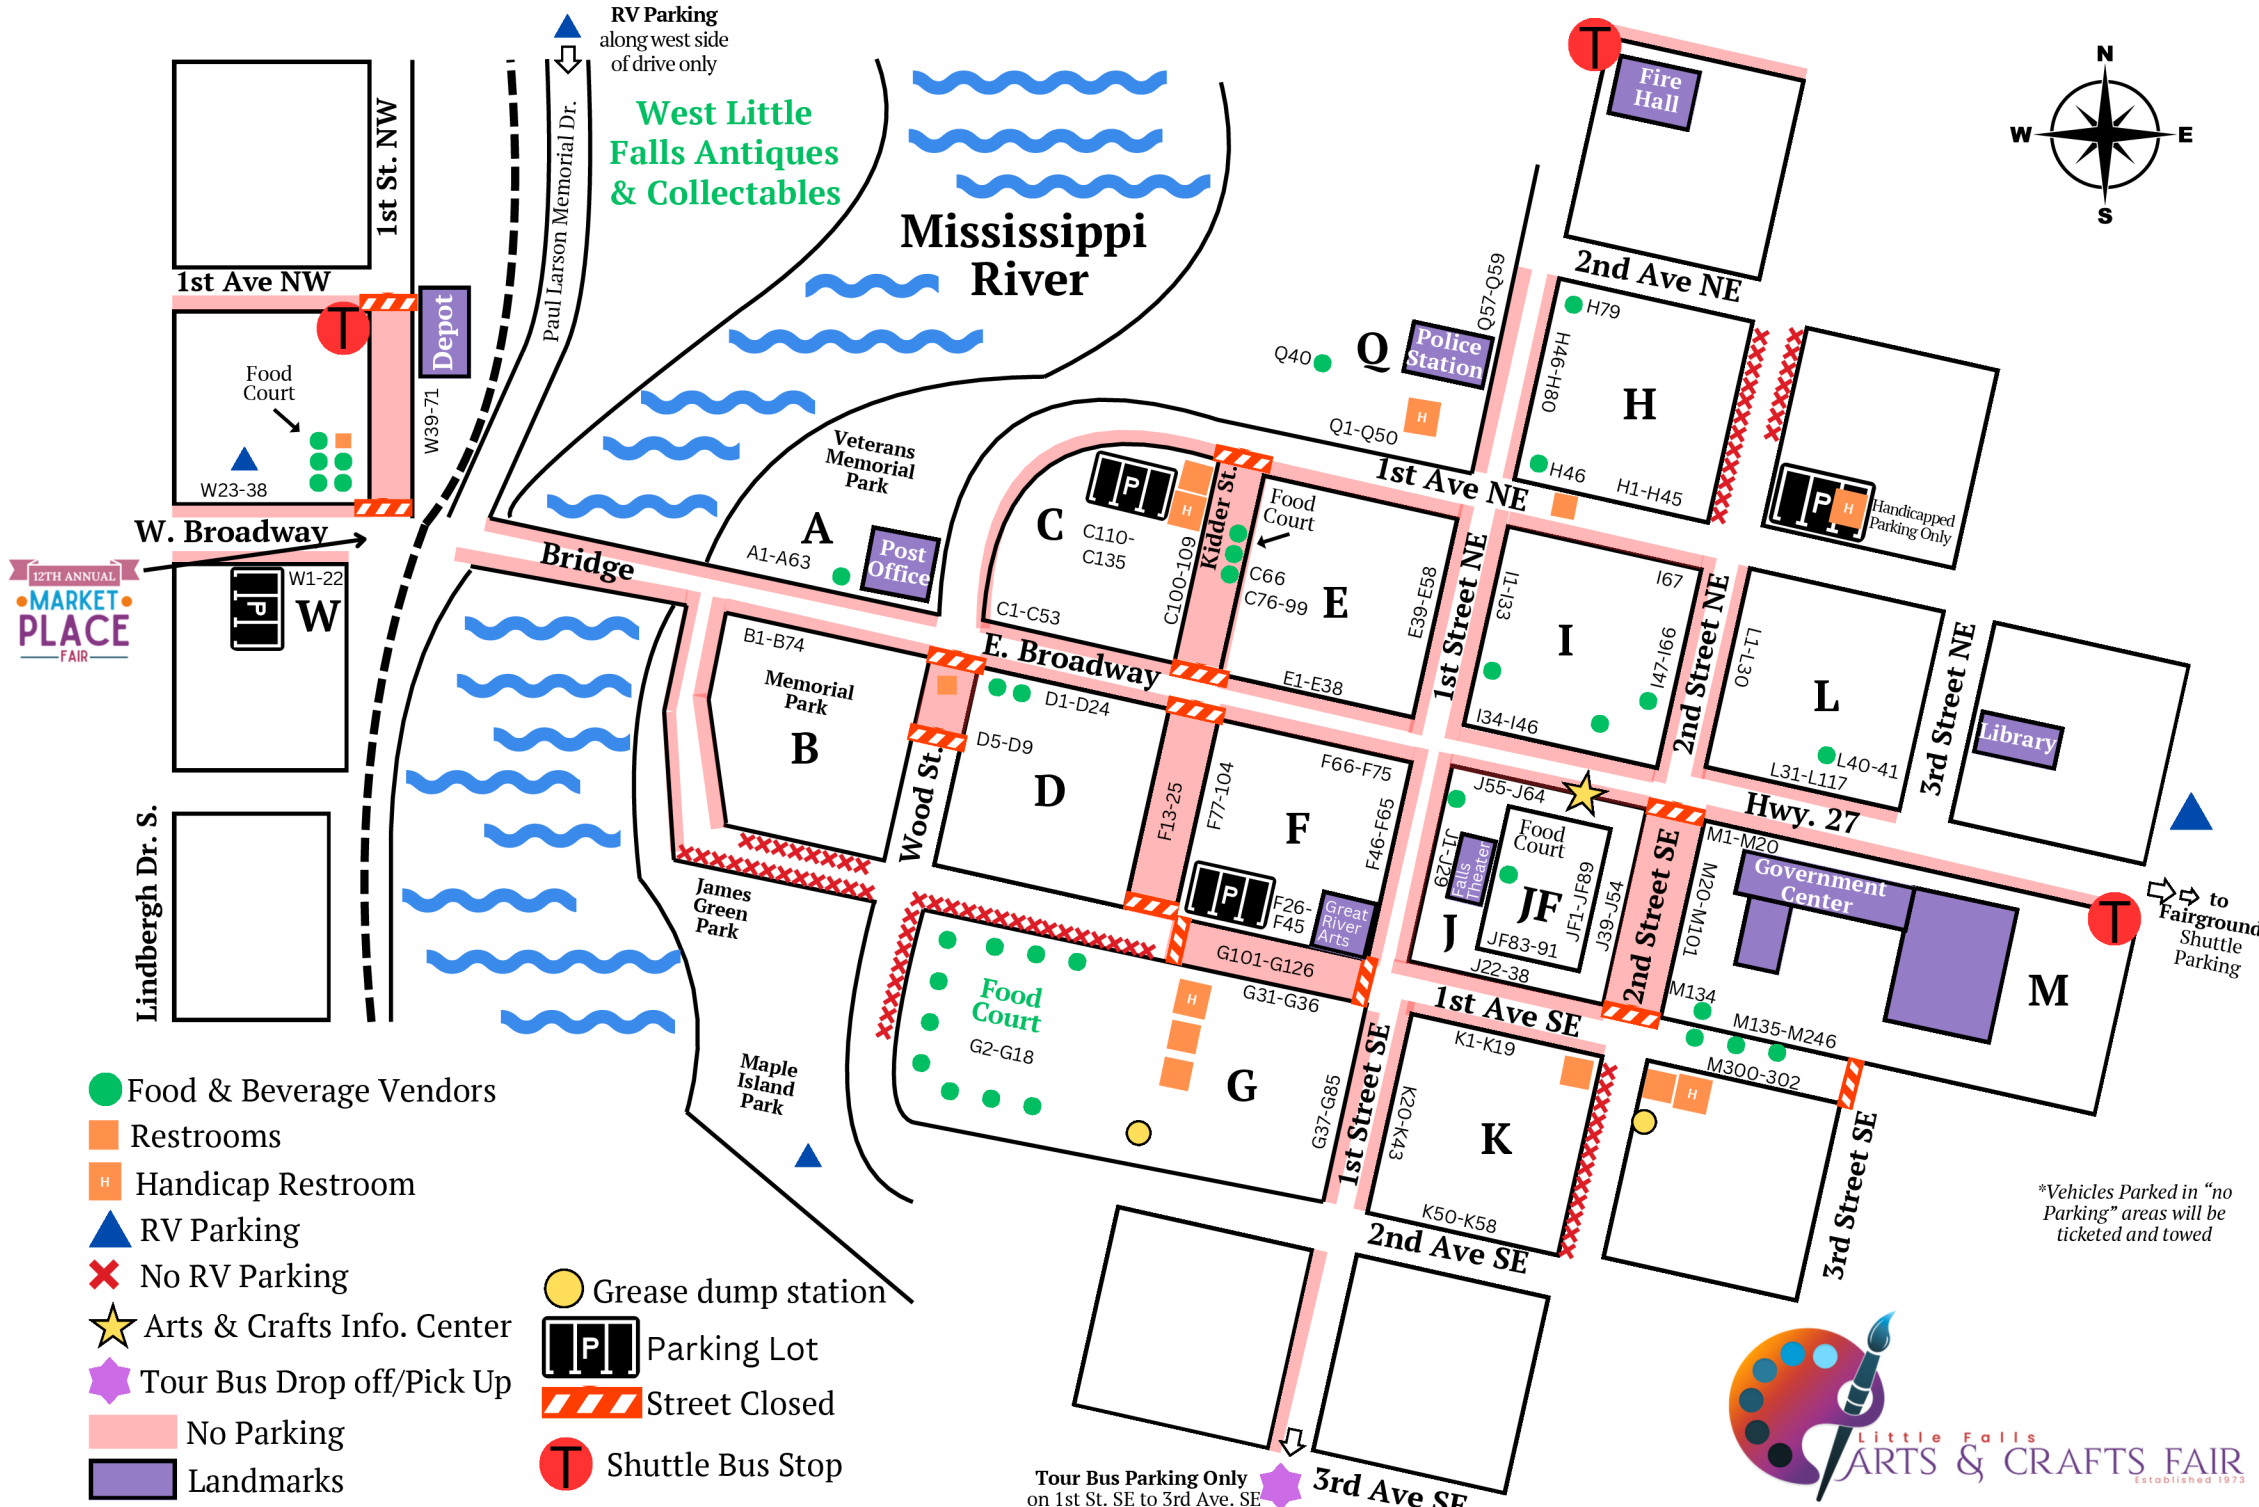 RV Parking
along west side
of drive only
West Little
Falls Antiques
& Collectables
Mississippi
River
Paul Larson Memorial Dr.
1st St. NW
1st Ave NW
T
Depot
Food
Court
W39-71
W23-38
W. Broadway
12TH ANNUAL
MARKET
PLACE
FAIR
P
W1-22
W
Lindbergh Dr. S.
Bridge
Veterans
Memorial
Park
A
A1-A63
Post
Office
B1-B74
Memorial
Park
B
Wood St.
James
Green
Park
Maple
Island
Park
C
P
H
C110-
C135
C100-109
C1-C53
Kidder St.
Food
Court
C66
C76-99
E
E39-E58
E1-E38
E. Broadway
D1-D24
D5-D9
D
F13-25
F77-104
F66-F75
F
F46-F65
P
F26-
F45
Great
River
Arts
G101-G126
G31-G36
H
Food
Court
G2-G18
G
G37-G85
1st Street SE
Q40
Q
Police
Station
Q57-Q59
H
Q1-Q50
1st Ave NE
T
Fire
Hall
2nd Ave NE
H79
H46-H80
H
H46
H1-H45
P
H
Handicapped
Parking Only
N
W
E
S
1st Street NE
I1-I33
I67
I
I47-I66
I34-I46
2nd Street NE
L1-L30
L
L40-41
L31-L117
3rd Street NE
Library
Hwy. 27
J55-J64
J1-J29
Falls
Theater
Food
Court
JF
JF1-JF89
J39-J54
JF83-91
J
J22-38
2nd Street SE
M1-M20
M20-M101
Government
Center
M
M134
M135-M246
M300-302
H
T
to
Fairground
Shuttle
Parking
1st Ave SE
K1-K19
K20-K43
K
K50-K58
2nd Ave SE
3rd Street SE
*Vehicles Parked in “no
Parking” areas will be
ticketed and towed
Food & Beverage Vendors
Restrooms
H
Handicap Restroom
RV Parking
No RV Parking
Arts & Crafts Info. Center
Tour Bus Drop off/Pick Up
No Parking
Landmarks
Grease dump station
P
Parking Lot
Street Closed
T
Shuttle Bus Stop
Tour Bus Parking Only
on 1st St. SE to 3rd Ave. SE
3rd Ave SE
Little Falls
ARTS & CRAFTS FAIR
Established 1973